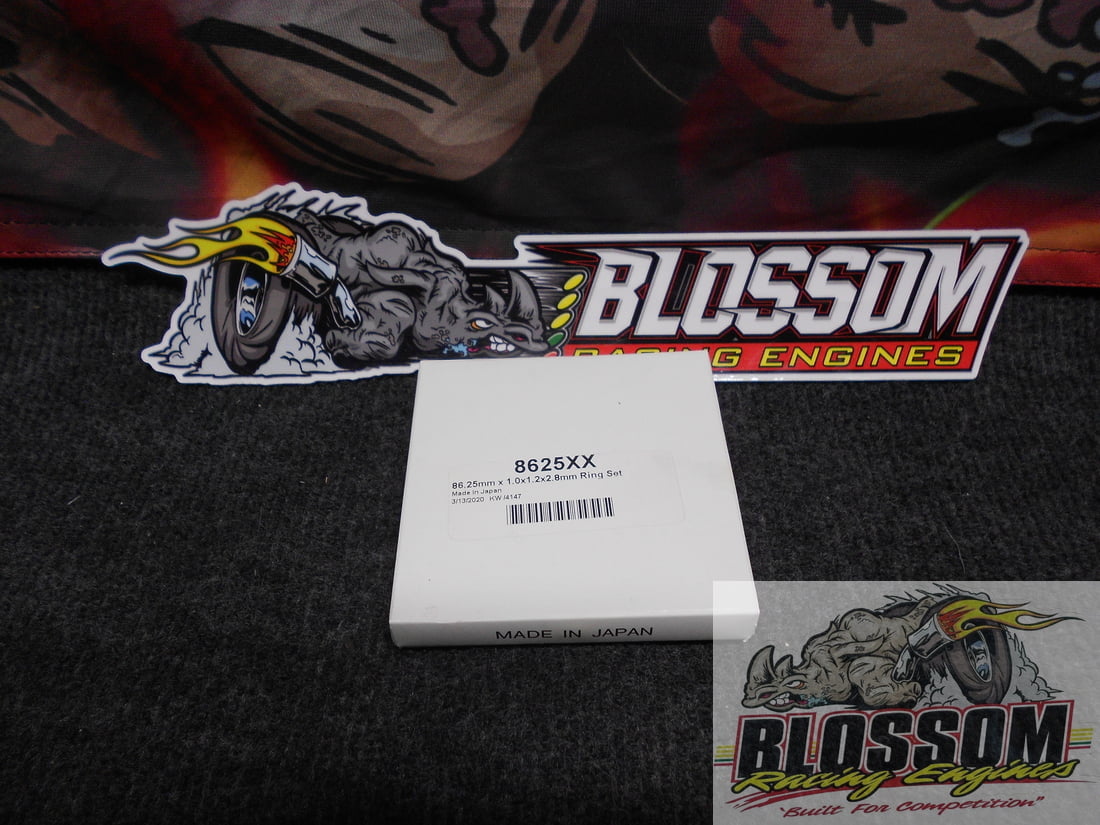 BLOSSOM
RACING ENGINES
8625XX
86.25mm x 1.0x1.2x2.8mm Ring Set
Made In Japan
3/13/2020 KW /4147
MADE IN JAPAN
BLOSSOM
Racing Engines
"Built For Competition"